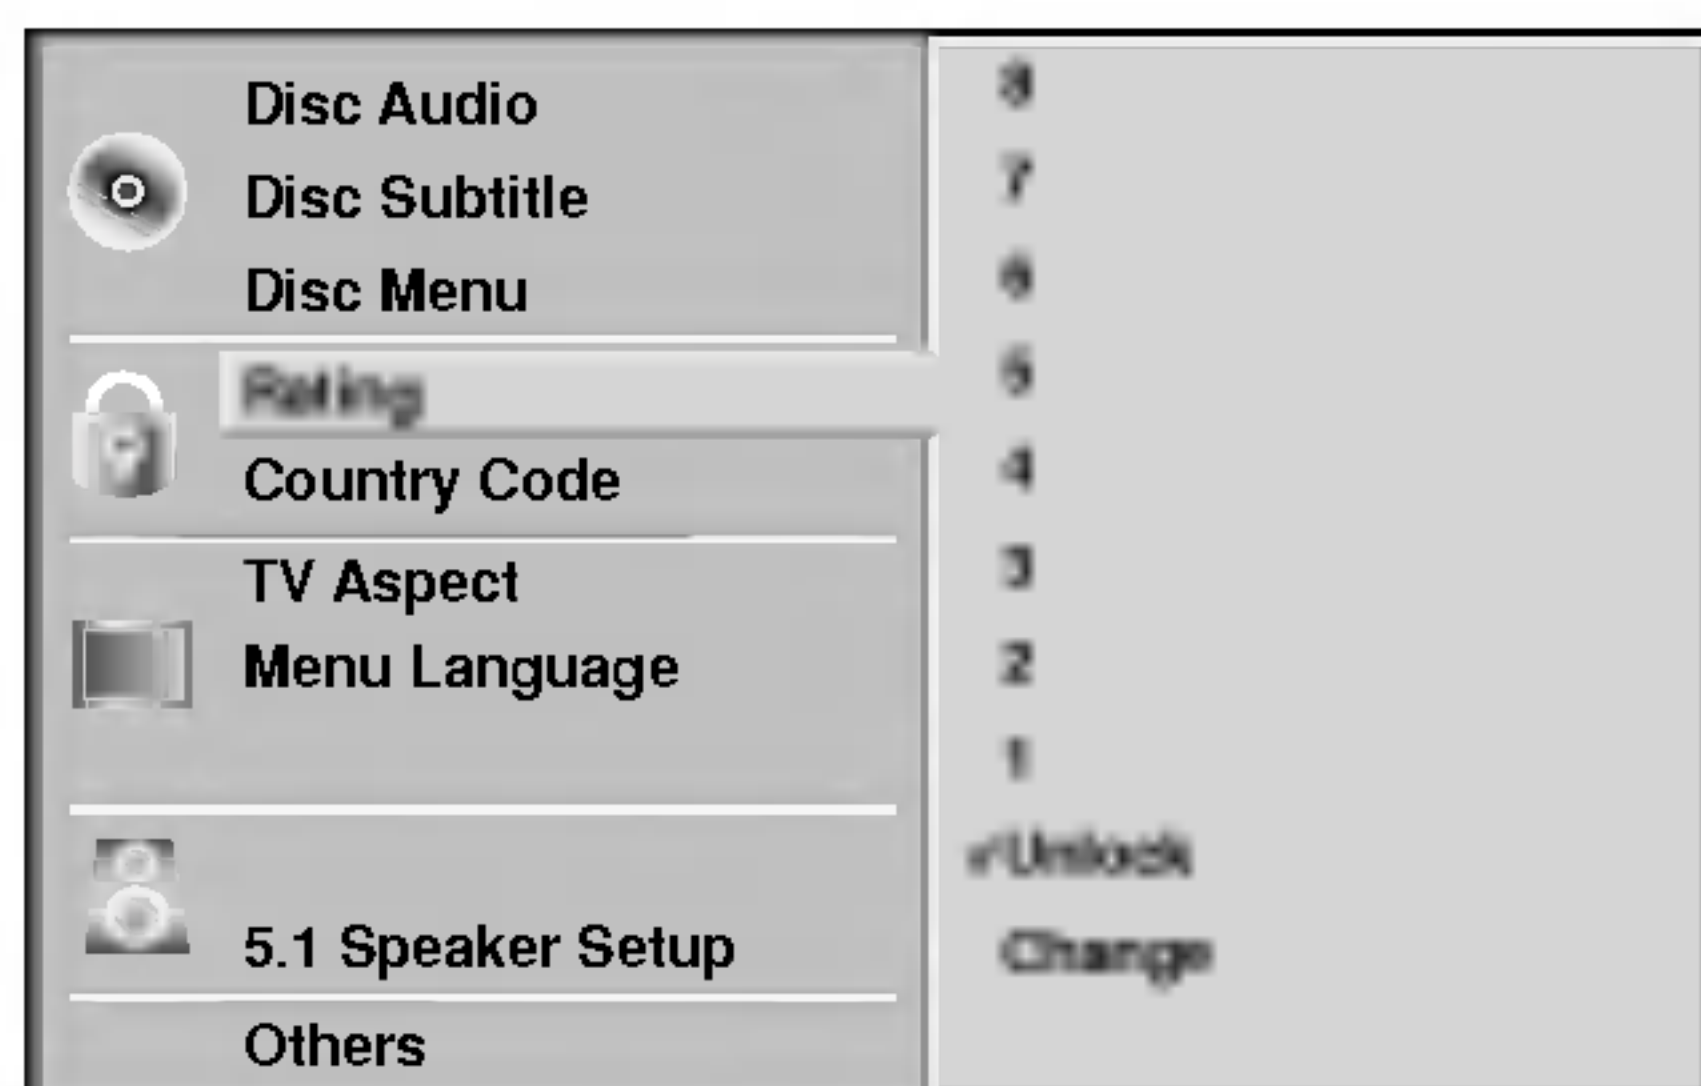 Disc Audio
Disc Subtitle
Disc Menu
Rating
Country Code
TV Aspect
Menu Language
5.1 Speaker Setup
Others
8
7
6
5
4
3
2
1
✓Unlock
Change